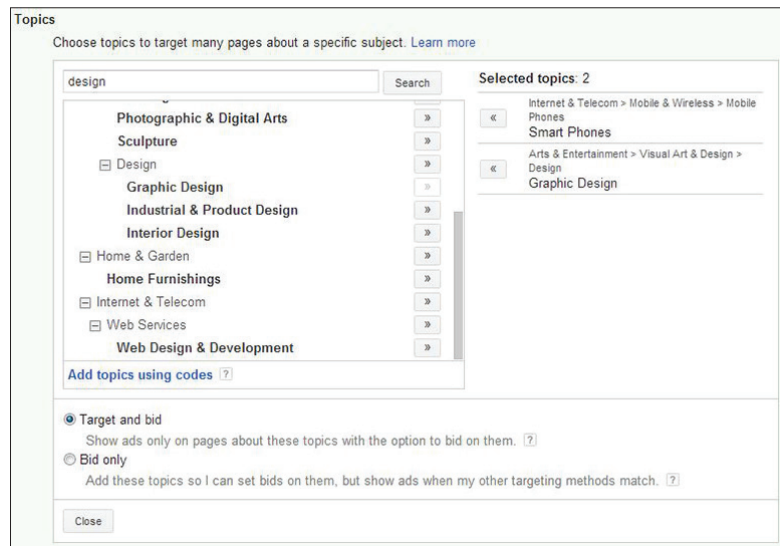 Topics
Choose topics to target many pages about a specific subject. Learn more
design
Search
Photographic & Digital Arts »
Sculpture »
Design »
Graphic Design »
Industrial & Product Design »
Interior Design »
Home & Garden »
Home Furnishings »
Internet & Telecom »
Web Services »
Web Design & Development »
Add topics using codes ?
Selected topics: 2
« Internet & Telecom > Mobile & Wireless > Mobile
Phones
Smart Phones
« Arts & Entertainment > Visual Art & Design >
Design
Graphic Design
Target and bid
Show ads only on pages about these topics with the option to bid on them. ?
Bid only
Add these topics so I can set bids on them, but show ads when my other targeting methods match. ?
Close